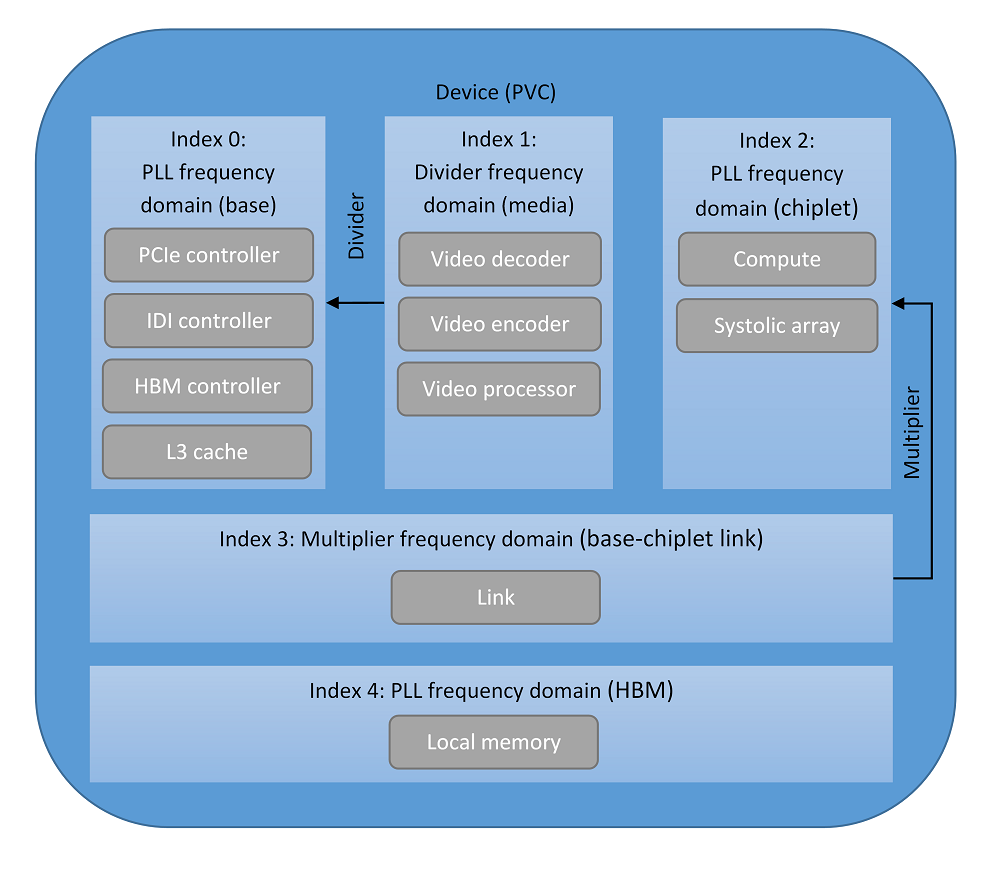 Device (PVC)
Index 0:
PLL frequency
domain (base)
PCIe controller
IDI controller
HBM controller
L3 cache
Divider
Index 1:
Divider frequency
domain (media)
Video decoder
Video encoder
Video processor
Index 2:
PLL frequency
domain (chiplet)
Compute
Systolic array
Multiplier
Index 3: Multiplier frequency domain (base-chiplet link)
Link
Index 4: PLL frequency domain (HBM)
Local memory